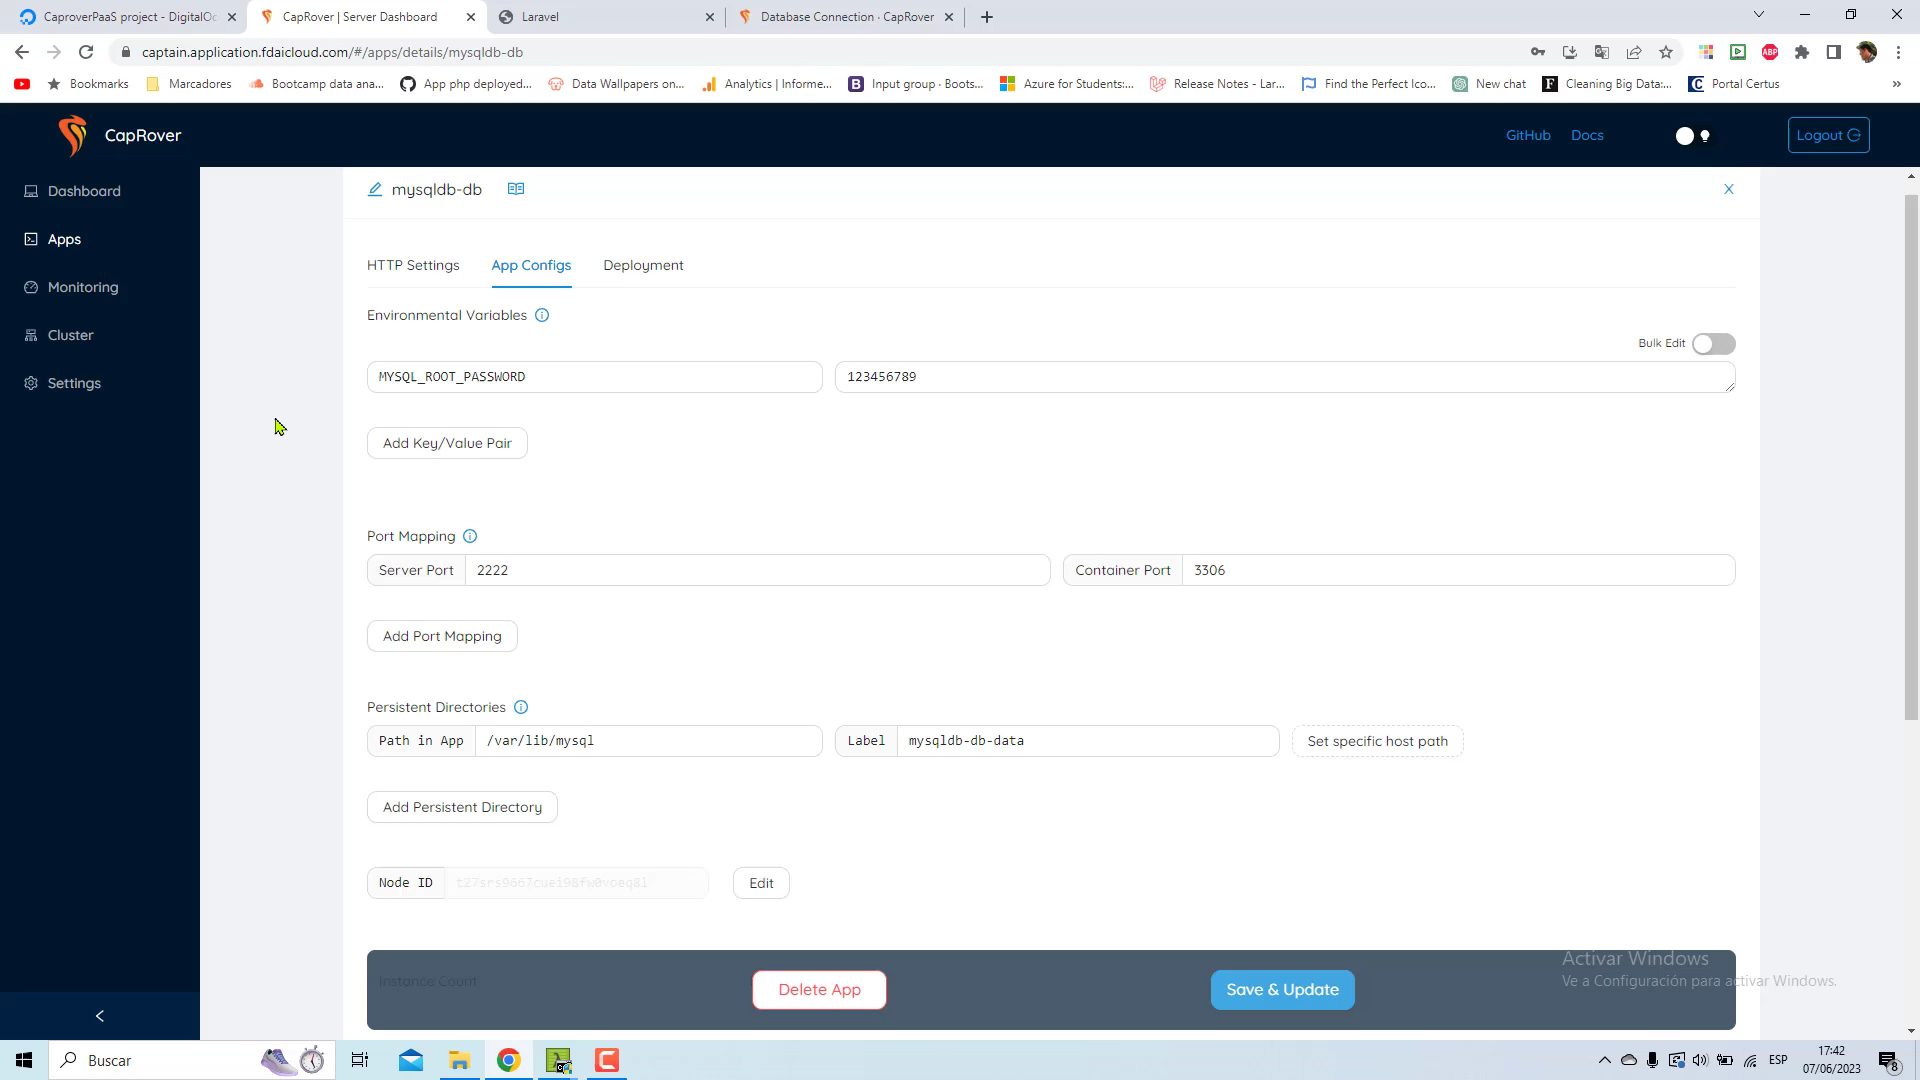 CaproverPaaS project - DigitalOc
CapRover | Server Dashboard
Laravel
Database Connection · CapRover
captain.application.fdaicloud.com/#/apps/details/mysqldb-db
Bookmarks
Marcadores
Bootcamp data ana...
App php deployed...
Data Wallpapers on...
Analytics | Informe...
Input group · Boots...
Azure for Students:...
Release Notes - Lar...
Find the Perfect Ico...
New chat
Cleaning Big Data:...
Portal Certus
CapRover
GitHub
Docs
Logout
Dashboard
Apps
Monitoring
Cluster
Settings
mysqldb-db
HTTP Settings
App Configs
Deployment
Environmental Variables
Bulk Edit
MYSQL_ROOT_PASSWORD
123456789
Add Key/Value Pair
Port Mapping
Server Port
2222
Container Port
3306
Add Port Mapping
Persistent Directories
Path in App
/var/lib/mysql
Label
mysqldb-db-data
Set specific host path
Add Persistent Directory
Node ID
Edit
Instance Count
Delete App
Save & Update
Activar Windows
Ve a Configuración para activar Windows.
Buscar
ESP
17:42
07/06/2023
8